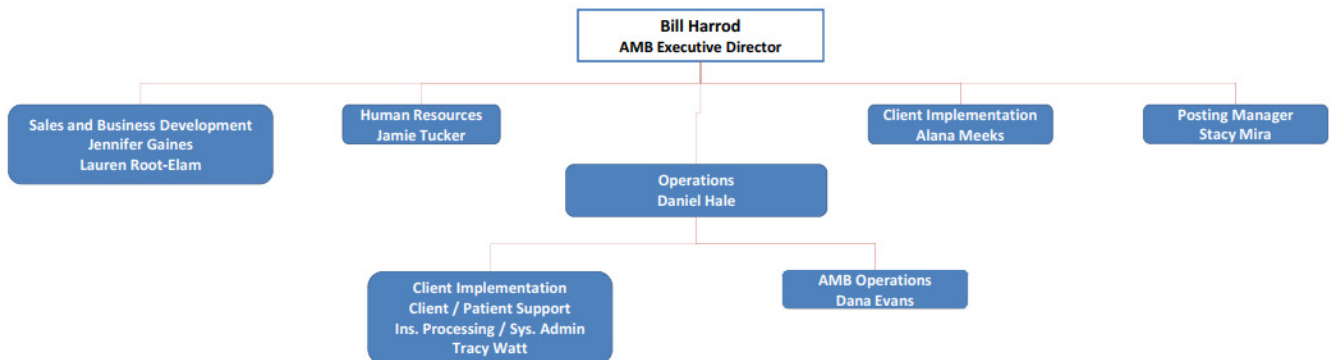 Bill Harrod
AMB Executive Director
Sales and Business Development
Jennifer Gaines
Lauren Root-Elam
Human Resources
Jamie Tucker
Client Implementation
Alana Meeks
Posting Manager
Stacy Mira
Operations
Daniel Hale
Client Implementation
Client / Patient Support
Ins. Processing / Sys. Admin
Tracy Watt
AMB Operations
Dana Evans